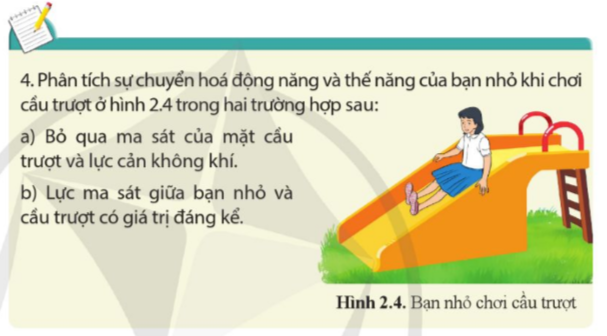 4. Phân tích sự chuyển hoá động năng và thế năng của bạn nhỏ khi chơi
cầu trượt ở hình 2.4 trong hai trường hợp sau:
a) Bỏ qua ma sát của mặt cầu
trượt và lực cản không khí.
b) Lực ma sát giữa bạn nhỏ và
cầu trượt có giá trị đáng kể.
Hình 2.4. Bạn nhỏ chơi cầu trượt